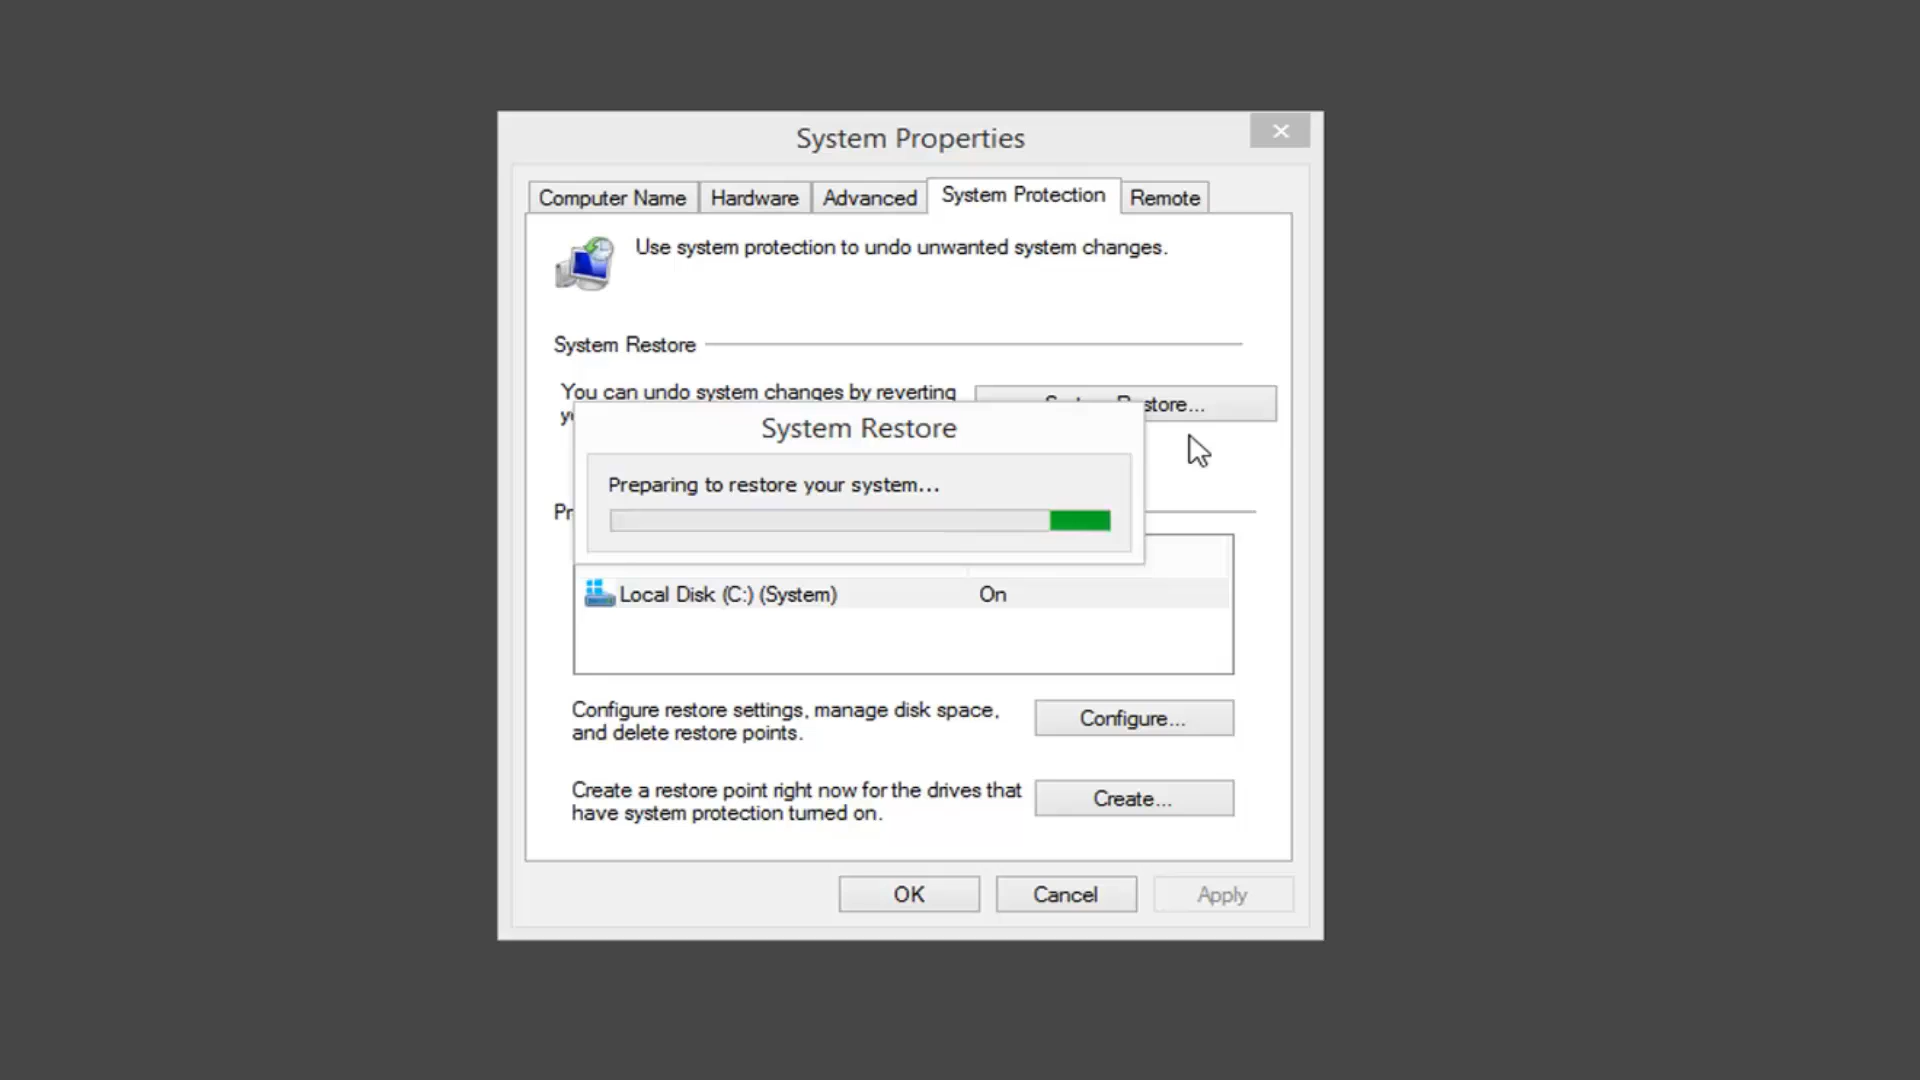 System Properties
Computer Name
Hardware
Advanced
System Protection
Remote
Use system protection to undo unwanted system changes.
System Restore
You can undo system changes by reverting
Restore...
System Restore
Preparing to restore your system...
Local Disk (C:) (System)
On
Configure restore settings, manage disk space,
and delete restore points.
Configure...
Create a restore point right now for the drives that
have system protection turned on.
Create...
OK
Cancel
Apply